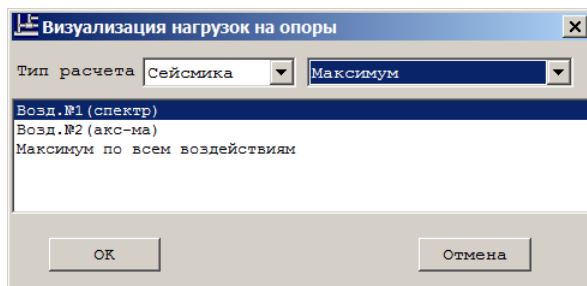 Визуализация нагрузок на опоры
Тип расчета Сейсмика Максимум
Возд.№1(спектр)
Возд.№2(акс-ма)
Максимум по всем воздействиям
OK Отмена